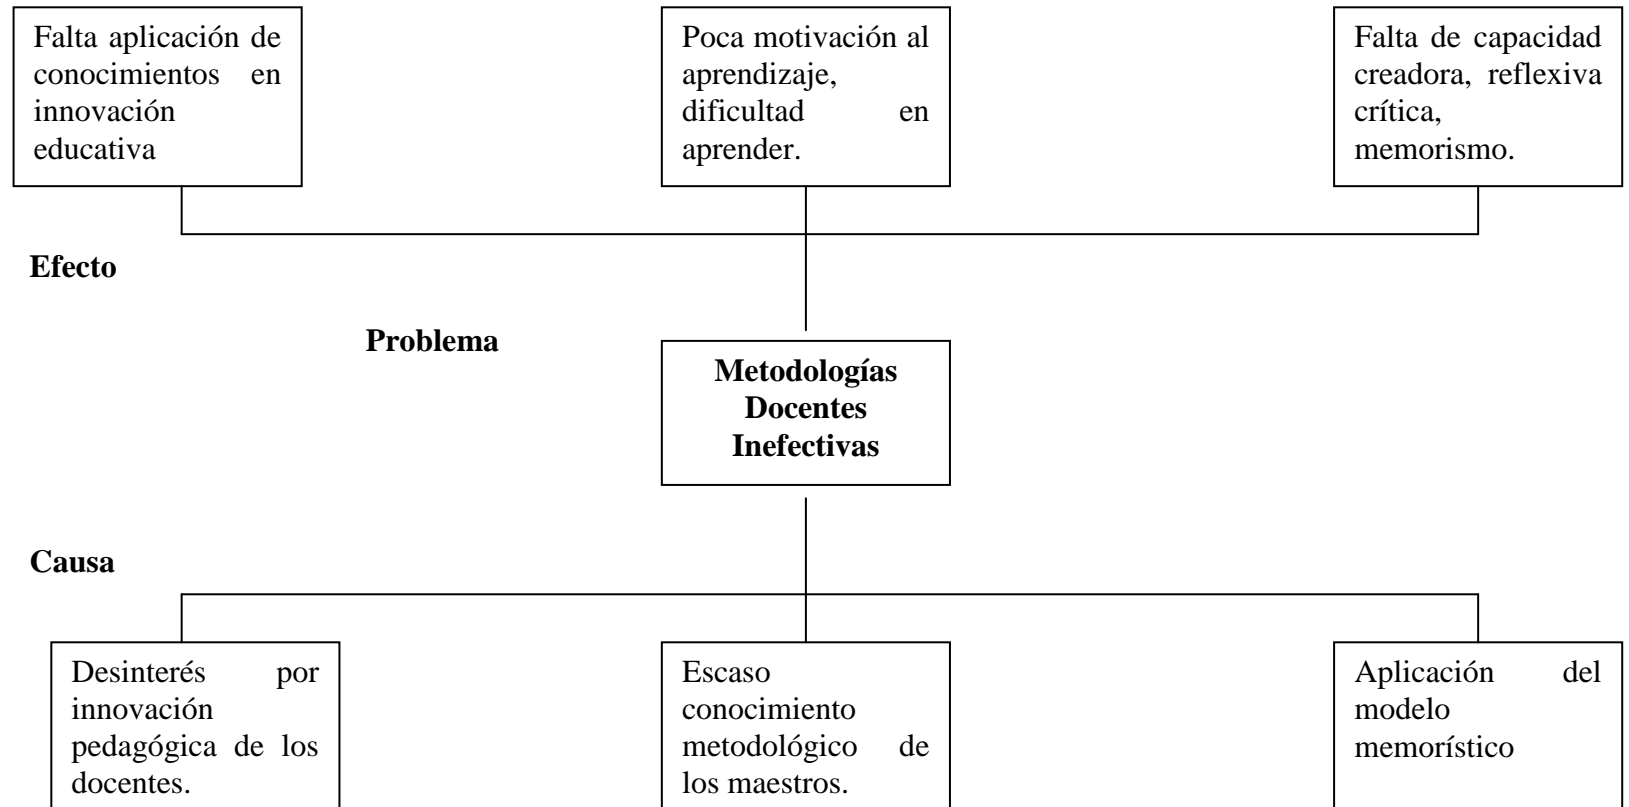 Falta aplicación de
conocimientos en
innovación
educativa
Poca motivación al
aprendizaje,
dificultad en
aprender.
Falta de capacidad
creadora, reflexiva
crítica,
memorismo.
Efecto
Problema
Metodologías
Docentes
Inefectivas
Causa
Desinterés por
innovación
pedagógica de los
docentes.
Escaso
conocimiento
metodológico de
los maestros.
Aplicación del
modelo
memorístico